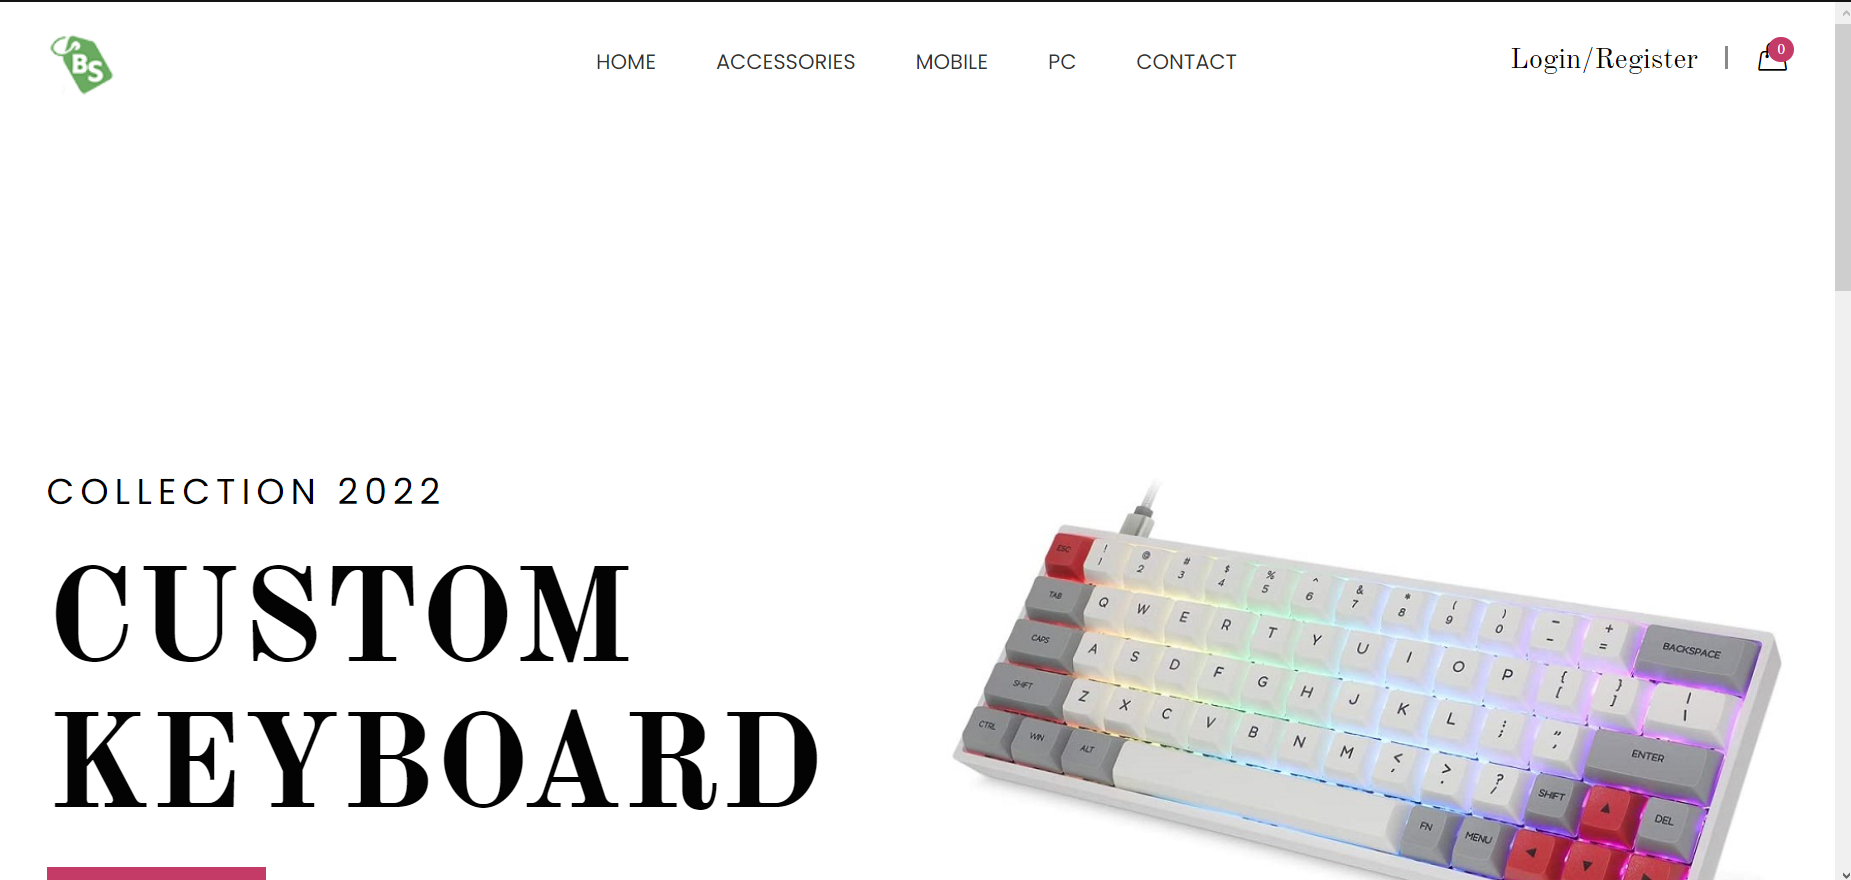 BS
HOME ACCESSORIES MOBILE PC CONTACT
Login/Register | 0
COLLECTION 2022
CUSTOM
KEYBOARD
ESC ! 1 @ 2 # 3 $ 4 % 5 ^ 6 & 7 * 8 ( 9 ) 0 _ - + = BACKSPACE
TAB Q W E R T Y U I O P { [ } ] | \
CAPS A S D F G H J K L : ; " , ENTER
SHIFT Z X C V B N M < , > . ? / SHIFT ▲ DEL
CTRL WIN ALT FN MENU ◄ ▼ ►